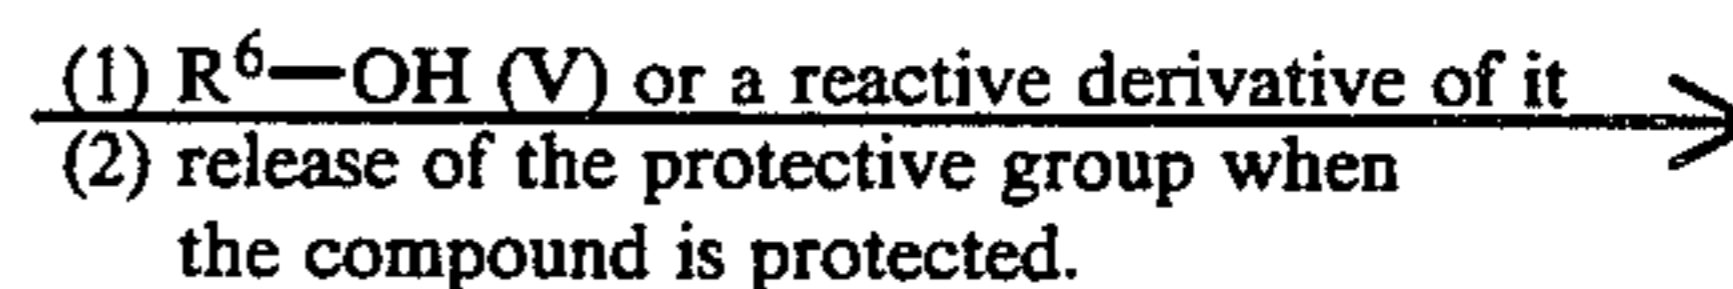 (1) R⁶—OH (V) or a reactive derivative of it
(2) release of the protective group when
the compound is protected.